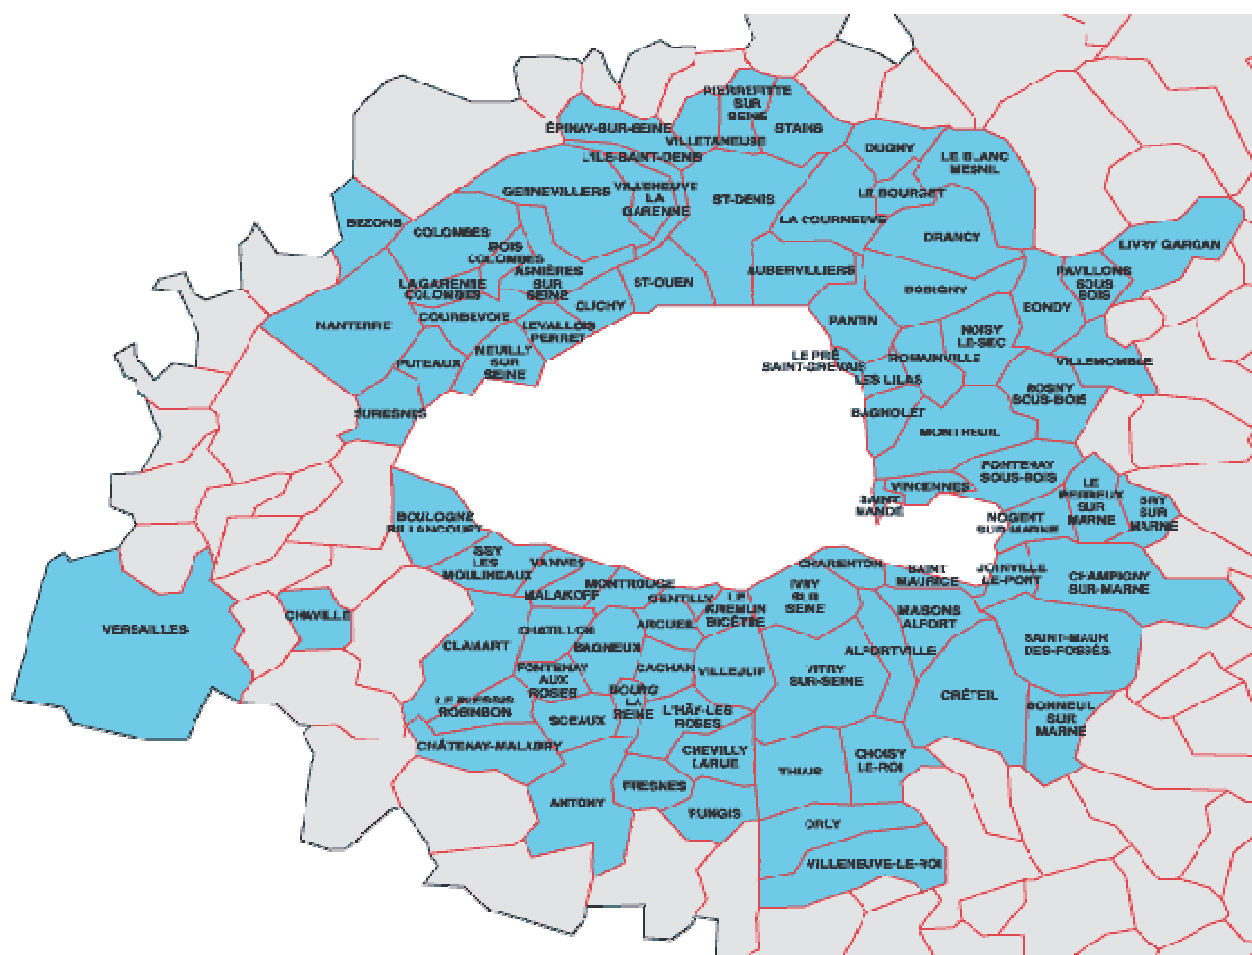 PIERREFITTE
SUR
SEINE
ÉPINAY-SUR-SEINE
VILLETANEUSE
STAINS
DUGNY
LE BLANC
MESNIL
L'ILE-SAINT-DENIS
GENNEVILLIERS
VILLENEUVE
LA
GARENNE
ST-DENIS
LE BOURGET
LA COURNEUVE
BEZONS
COLOMBES
BOIS
COLOMBES
DRANCY
LIVRY GARGAN
LAGARENNE
COLOMBES
ASNIÈRES
SUR
SEINE
ST-OUEN
AUBERVILLIERS
BOBIGNY
PAVILLONS
SOUS
BOIS
BONDY
CLICHY
NANTERRE
COURBEVOIE
LEVALLOIS
PERRET
PANTIN
NOISY
LE-SEC
PUTEAUX
NEUILLY
SUR
SEINE
LE PRÉ
SAINT-GREVAIS
ROMAINVILLE
VILLEMOMBLE
LES LILAS
ROSNY
SOUS-BOIS
SURESNES
BAGNOLET
MONTREUIL
FONTENAY
SOUS-BOIS
VINCENNES
SAINT
MANDÉ
LE
PERREUX
SUR
MARNE
BRY
SUR
MARNE
NOGENT
SUR-MARNE
BOULOGNE
BILLANCOURT
ISSY
LES
MOULINEAUX
VANVES
MALAKOFF
MONTROUGE
GENTILLY
LE
KREMLIN
BICÊTRE
IVRY
SUR
SEINE
CHARENTON
SAINT
MAURICE
JOINVILLE
LE-PONT
CHAMPIGNY
SUR-MARNE
VERSAILLES
CHAVILLE
CLAMART
CHATILLON
BAGNEUX
ARCUEIL
CACHAN
VILLEJUIF
VITRY
SUR-SEINE
ALFORTVILLE
MAISONS
ALFORT
SAINT-MAUR
DES-FOSSÉS
CRÉTEIL
BONNEUL
SUR
MARNE
FONTENAY
AUX
ROSES
LE PLESSIS
ROBINSON
SCEAUX
BOURG
LA
REINE
L'HAŸ-LES
ROSES
CHÂTENAY-MALABRY
CHEVILLY
LARUE
THIAIS
CHOISY
LE-ROI
ANTONY
FRESNES
RUNGIS
ORLY
VILLENEUVE-LE-ROI